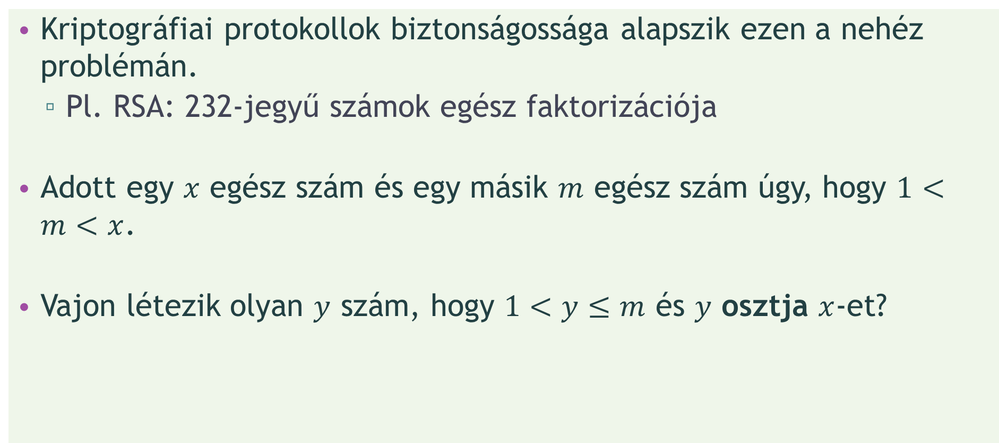 • Kriptográfiai protokollok biztonságossága alapszik ezen a nehéz
problémán.
▫ Pl. RSA: 232-jegyű számok egész faktorizációja
• Adott egy 𝑥 egész szám és egy másik 𝑚 egész szám úgy, hogy 1 <
𝑚 < 𝑥.
• Vajon létezik olyan 𝑦 szám, hogy 1 < 𝑦 ≤ 𝑚 és 𝑦 osztja 𝑥-et?